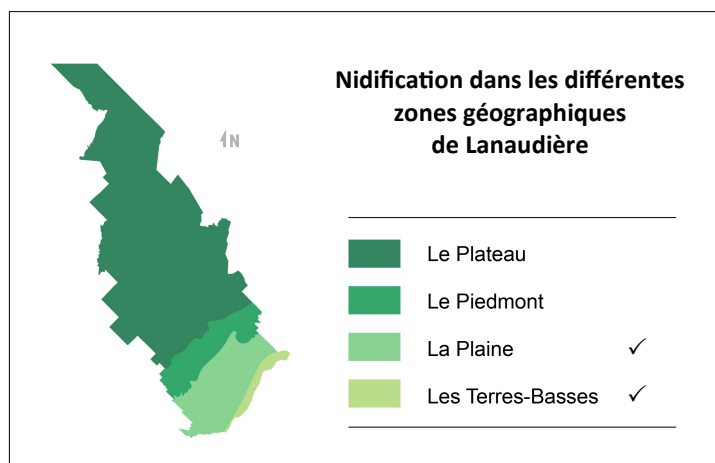 Nidification dans les différentes
zones géographiques
de Lanaudière
N
Le Plateau
Le Piedmont
La Plaine ✓
Les Terres-Basses ✓